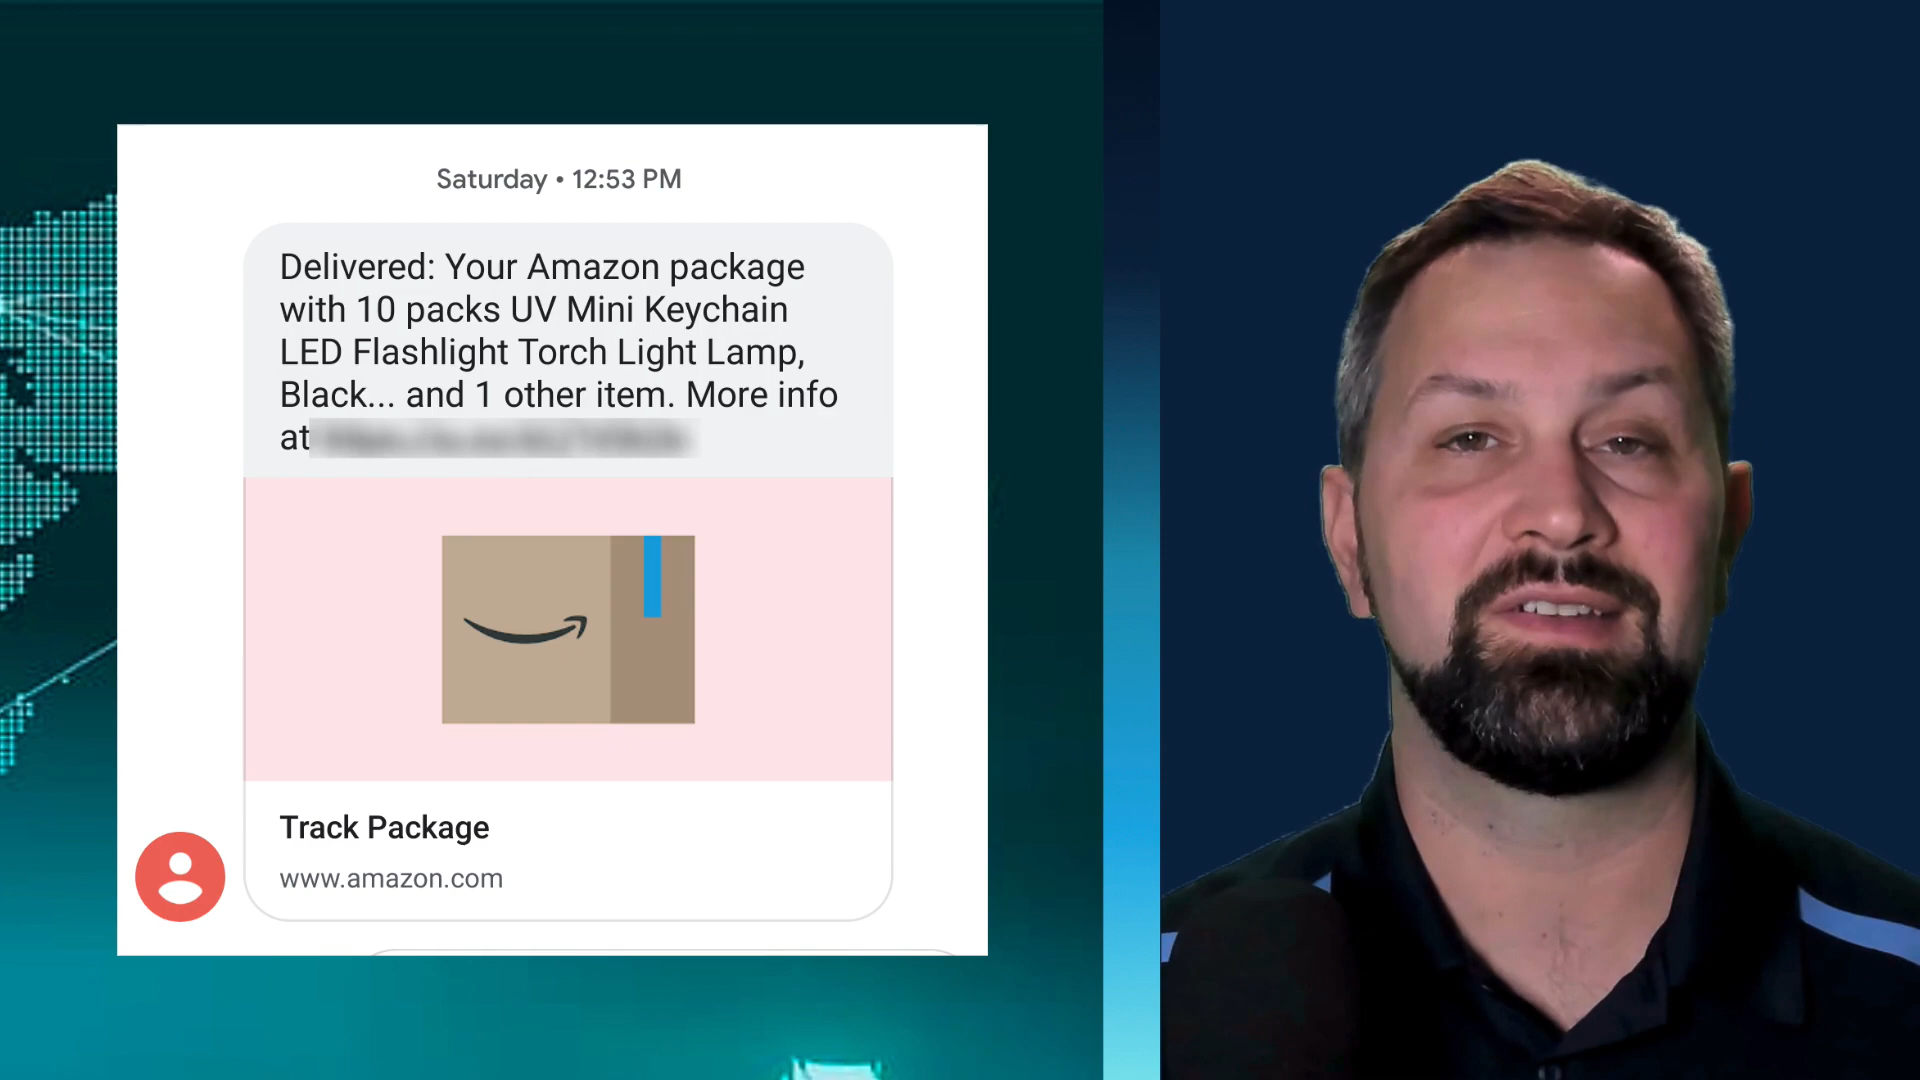 Saturday • 12:53 PM
Delivered: Your Amazon package
with 10 packs UV Mini Keychain
LED Flashlight Torch Light Lamp,
Black... and 1 other item. More info
at
Track Package
www.amazon.com